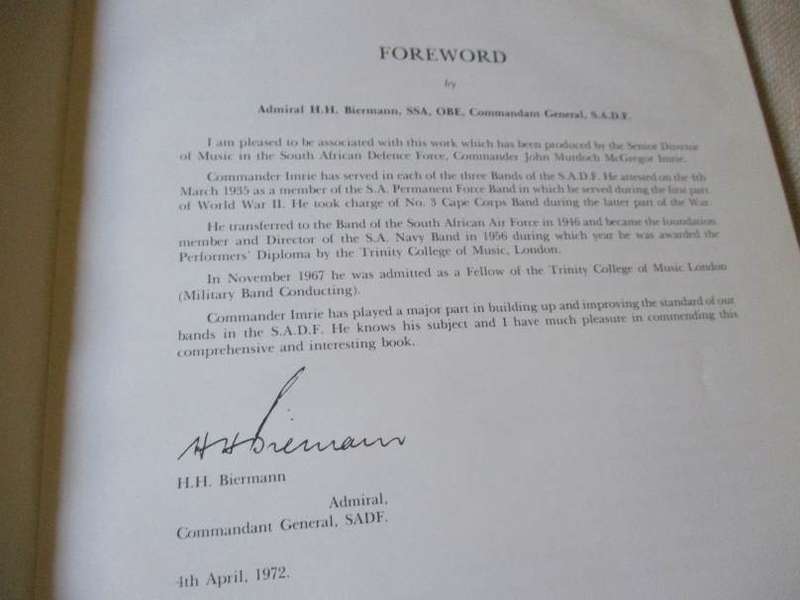 FOREWORD
by
Admiral H.H. Biermann, SSA, OBE, Commandant General, S.A.D.F.
I am pleased to be associated with this work which has been produced by the Senior Director
of Music in the South African Defence Force, Commander John Murdoch McGregor Imrie.
Commander Imrie has served in each of the three Bands of the S.A.D.F. He attested on the 4th
March 1935 as a member of the S.A. Permanent Force Band in which he served during the first part
of World War II. He took charge of No. 3 Cape Corps Band during the latter part of the War.
He transferred to the Band of the South African Air Force in 1946 and became the foundation
member and Director of the S.A. Navy Band in 1956 during which year he was awarded the
Performers' Diploma by the Trinity College of Music, London.
In November 1967 he was admitted as a Fellow of the Trinity College of Music London
(Military Band Conducting).
Commander Imrie has played a major part in building up and improving the standard of our
bands in the S.A.D.F. He knows his subject and I have much pleasure in commending this
comprehensive and interesting book.
HHBiermann
H.H. Biermann
Admiral,
Commandant General, SADF.
4th April, 1972.